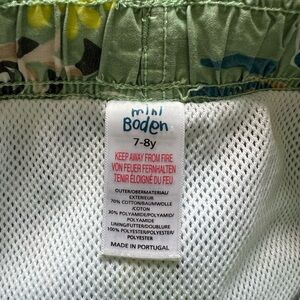 mini
Boden
7-8y
KEEP AWAY FROM FIRE
VON FEUER FERNHALTEN
TENIR ÉLOIGNÉ DU FEU
OUTER/OBERMATERIAL/
EXTERIEUR
70% COTTON/BAUMWOLLE
/COTON
30% POLYAMIDE/POLYAMID/
POLYAMIDE
LINING/FUTTER/DOUBLURE
100% POLYESTER/POLYESTER/
POLYESTER
MADE IN PORTUGAL